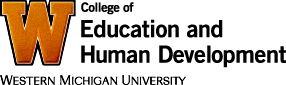 W
College of
Education and
Human Development
WESTERN MICHIGAN UNIVERSITY